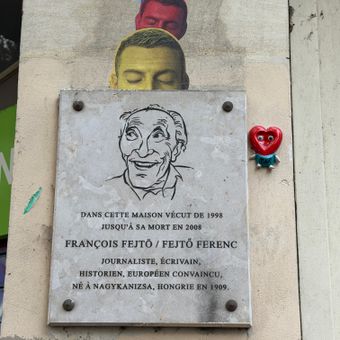 DANS CETTE MAISON VÉCUT DE 1998
JUSQU'À SA MORT EN 2008
FRANÇOIS FEJTÖ / FEJTŐ FERENC
JOURNALISTE, ÉCRIVAIN,
HISTORIEN, EUROPÉEN CONVAINCU,
NÉ À NAGYKANIZSA, HONGRIE EN 1909.